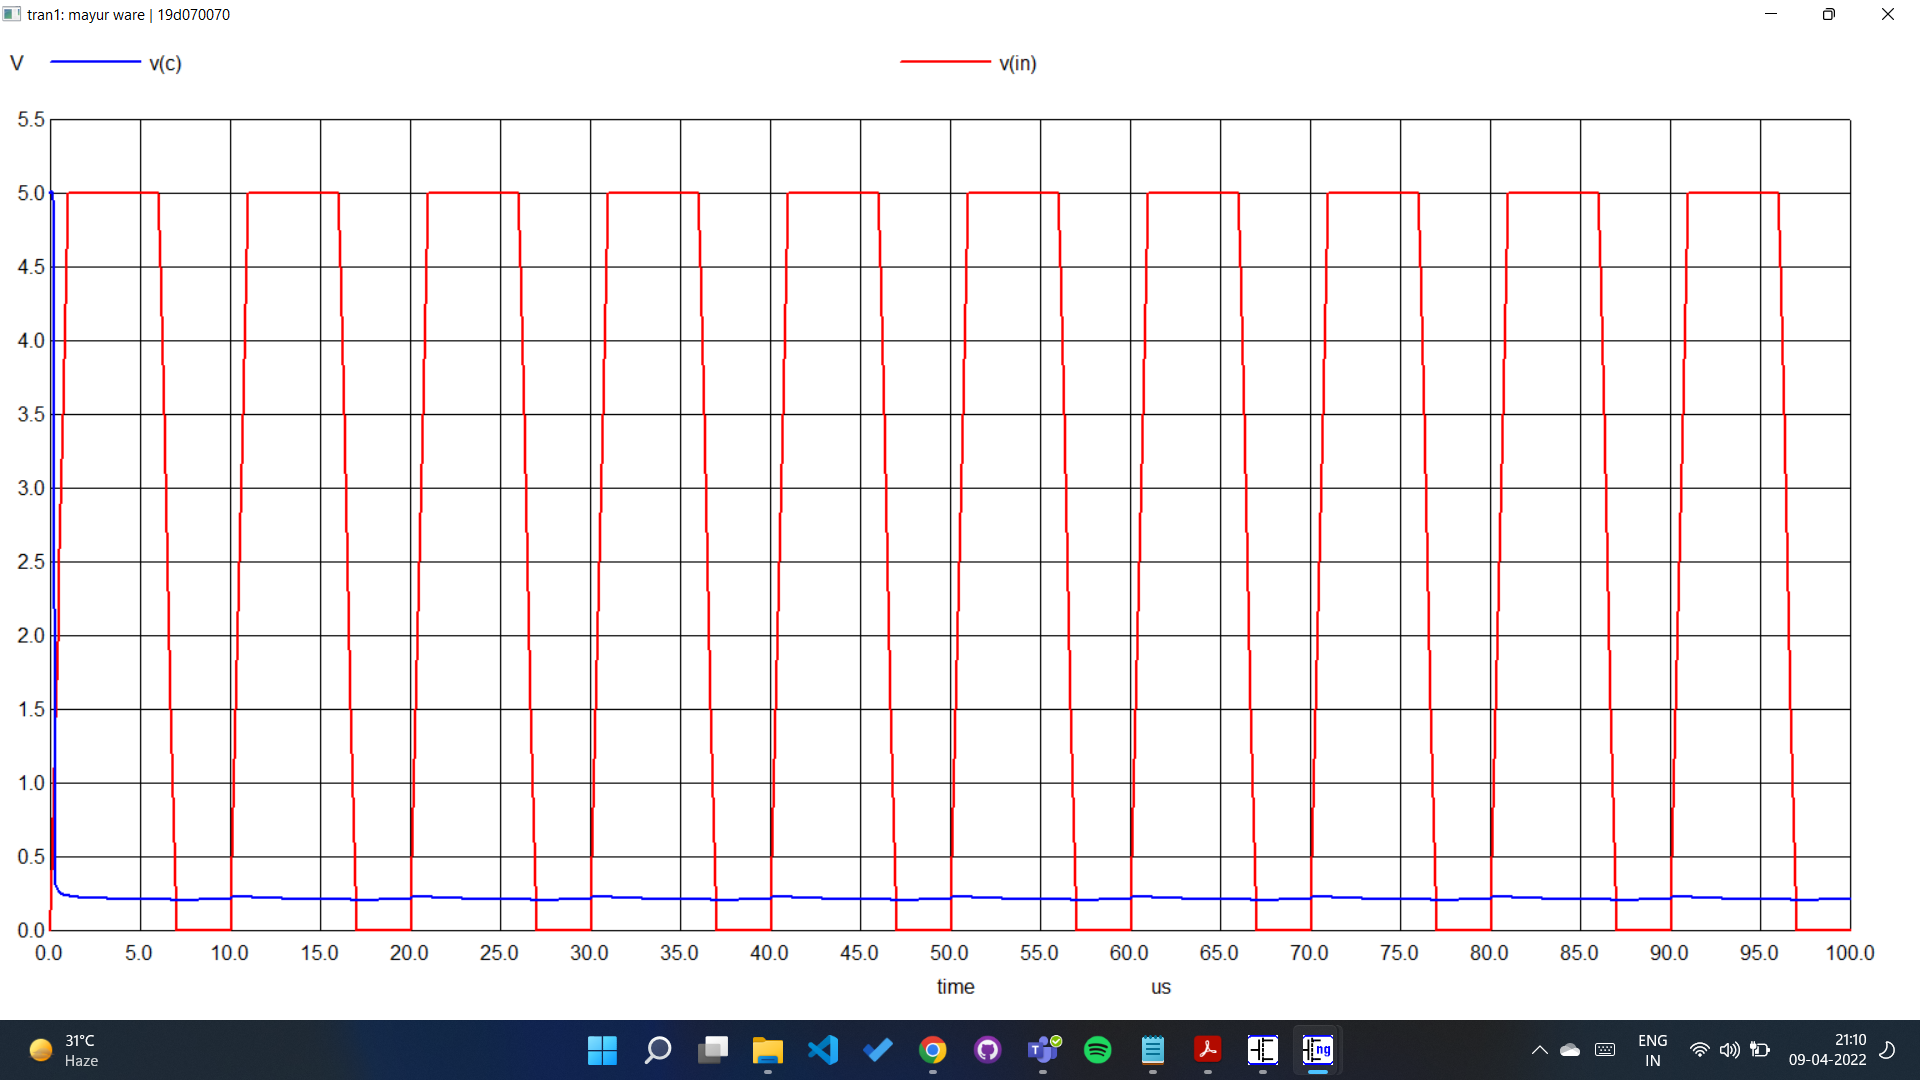 tran1: mayur ware | 19d070070
V v(c) v(in)
5.5
5.0
4.5
4.0
3.5
3.0
2.5
2.0
1.5
1.0
0.5
0.0
0.0 5.0 10.0 15.0 20.0 25.0 30.0 35.0 40.0 45.0 50.0 55.0 60.0 65.0 70.0 75.0 80.0 85.0 90.0 95.0 100.0
time us
31°C
Haze
T
ng
ENG
IN
21:10
09-04-2022